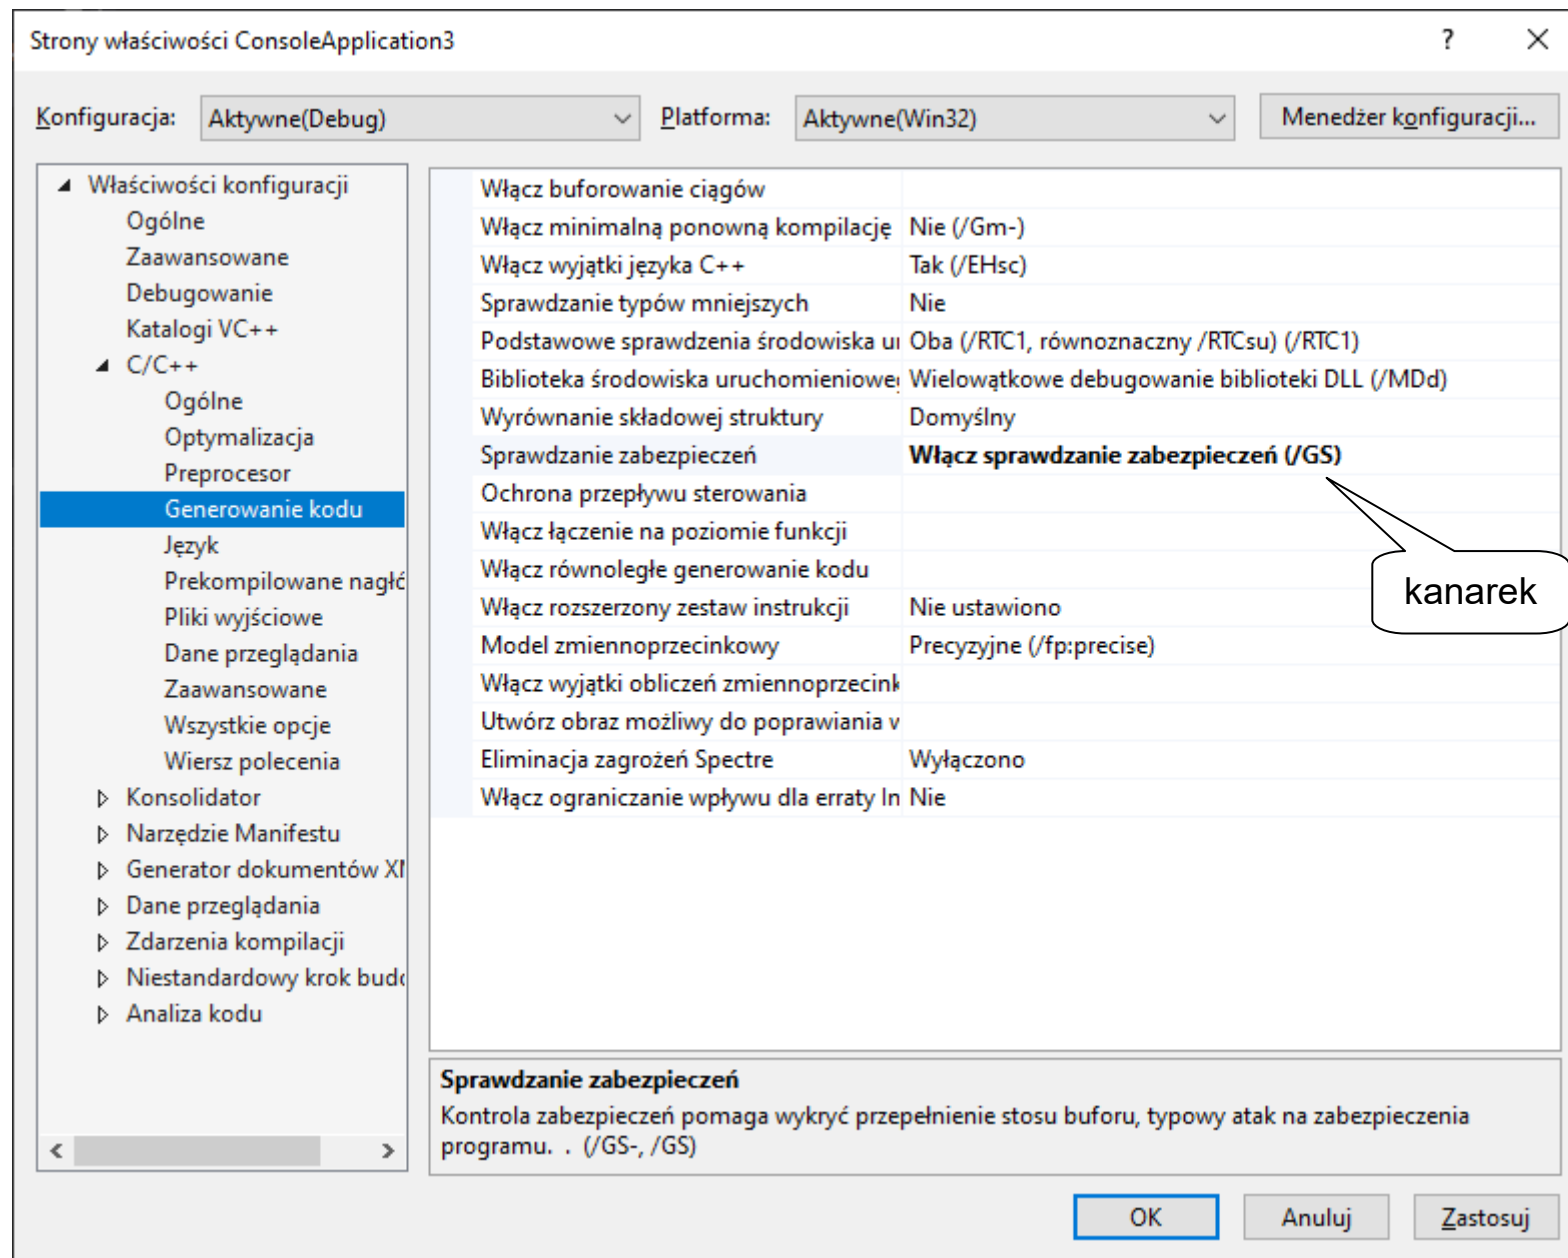 Strony właściwości ConsoleApplication3 ?
Konfiguracja: Aktywne(Debug) Platforma: Aktywne(Win32) Menedżer konfiguracji...
Właściwości konfiguracji
Ogólne
Zaawansowane
Debugowanie
Katalogi VC++
C/C++
Ogólne
Optymalizacja
Preprocesor
Generowanie kodu
Język
Prekompilowane nagłó
Pliki wyjściowe
Dane przeglądania
Zaawansowane
Wszystkie opcje
Wiersz polecenia
Konsolidator
Narzędzie Manifestu
Generator dokumentów XM
Dane przeglądania
Zdarzenia kompilacji
Niestandardowy krok budo
Analiza kodu
Włącz buforowanie ciągów
Włącz minimalną ponowną kompilację Nie (/Gm-)
Włącz wyjątki języka C++ Tak (/EHsc)
Sprawdzanie typów mniejszych Nie
Podstawowe sprawdzenia środowiska ur Oba (/RTC1, równoznaczny /RTCsu) (/RTC1)
Biblioteka środowiska uruchomieniowej Wielowątkowe debugowanie biblioteki DLL (/MDd)
Wyrównanie składowej struktury Domyślny
Sprawdzanie zabezpieczeń Włącz sprawdzanie zabezpieczeń (/GS)
Ochrona przepływu sterowania
Włącz łączenie na poziomie funkcji
Włącz równoległe generowanie kodu
Włącz rozszerzony zestaw instrukcji Nie ustawiono
Model zmiennoprzecinkowy Precyzyjne (/fp:precise)
Włącz wyjątki obliczeń zmiennoprzecink
Utwórz obraz możliwy do poprawiania w
Eliminacja zagrożeń Spectre Wyłączono
Włącz ograniczanie wpływu dla erraty In Nie
kanarek
Sprawdzanie zabezpieczeń
Kontrola zabezpieczeń pomaga wykryć przepełnienie stosu buforu, typowy atak na zabezpieczenia
programu. . (/GS-, /GS)
OK Anuluj Zastosuj